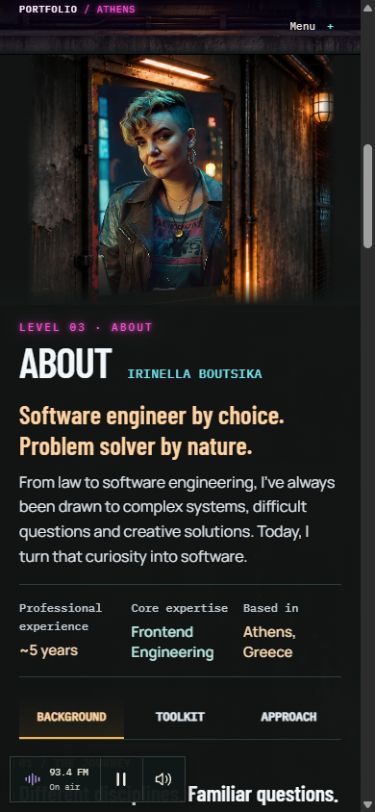 PORTFOLIO / ATHENS
Menu +
LEVEL 03 · ABOUT
ABOUT IRINELLA BOUTSIKA
Software engineer by choice.
Problem solver by nature.
From law to software engineering, I've always
been drawn to complex systems, difficult
questions and creative solutions. Today, I
turn that curiosity into software.
Professional experience
~5 years
Core expertise
Frontend
Engineering
Based in
Athens,
Greece
BACKGROUND TOOLKIT APPROACH
93.4 FM
On air
Different disciplines. Familiar questions.